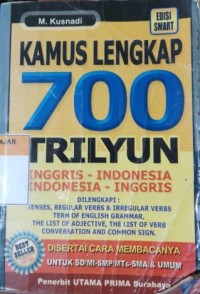 M. Kusnadi
EDISI
SMART
KAMUS LENGKAP
700
TRILYUN
INGGRIS - INDONESIA
INDONESIA - INGGRIS
DILENGKAPI :
TENSES, REGULAR VERBS & IRREGULAR VERBS
TERM OF ENGLISH GRAMMAR,
THE LIST OF ADJECTIVE, THE LIST OF VERB
CONVERSATION AND COMMON SIGN.
BEST
SELLER
DISERTAI CARA MEMBACANYA
UNTUK SD/MI-SMP/MTs-SMA & UMUM
Penerbit UTAMA PRIMA Surabaya